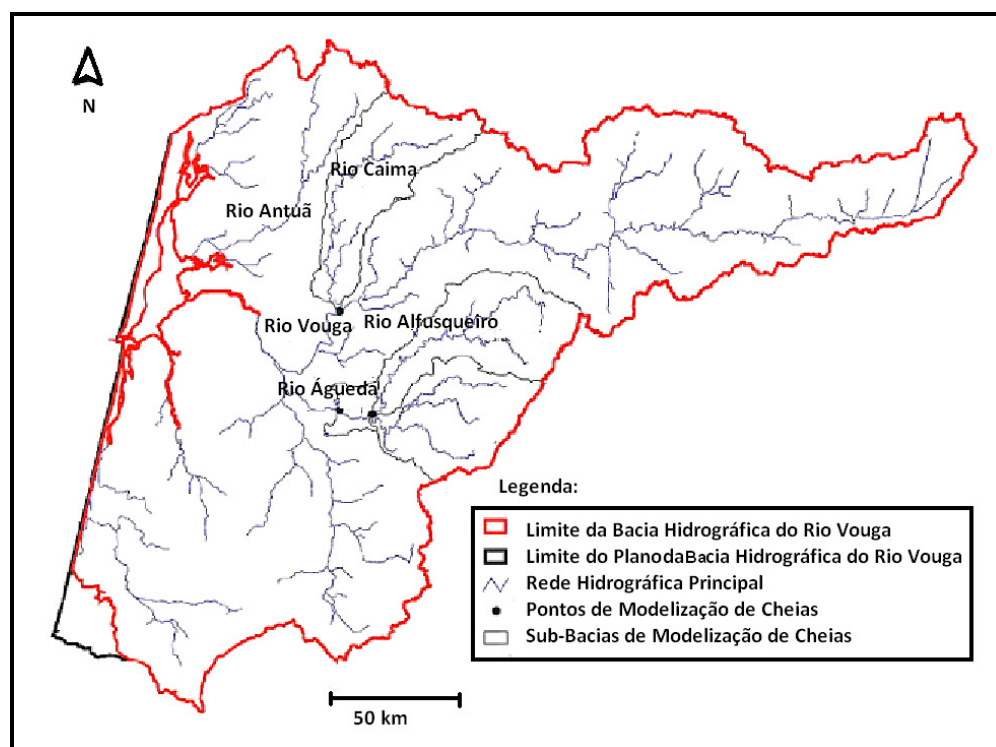 N
Rio Caima
Rio Antuã
Rio Vouga
Rio Alfusqueiro
Rio Águeda
Legenda:
Limite da Bacia Hidrográfica do Rio Vouga
Limite do PlanodaBacia Hidrográfica do Rio Vouga
Rede Hidrográfica Principal
Pontos de Modelização de Cheias
Sub-Bacias de Modelização de Cheias
50 km